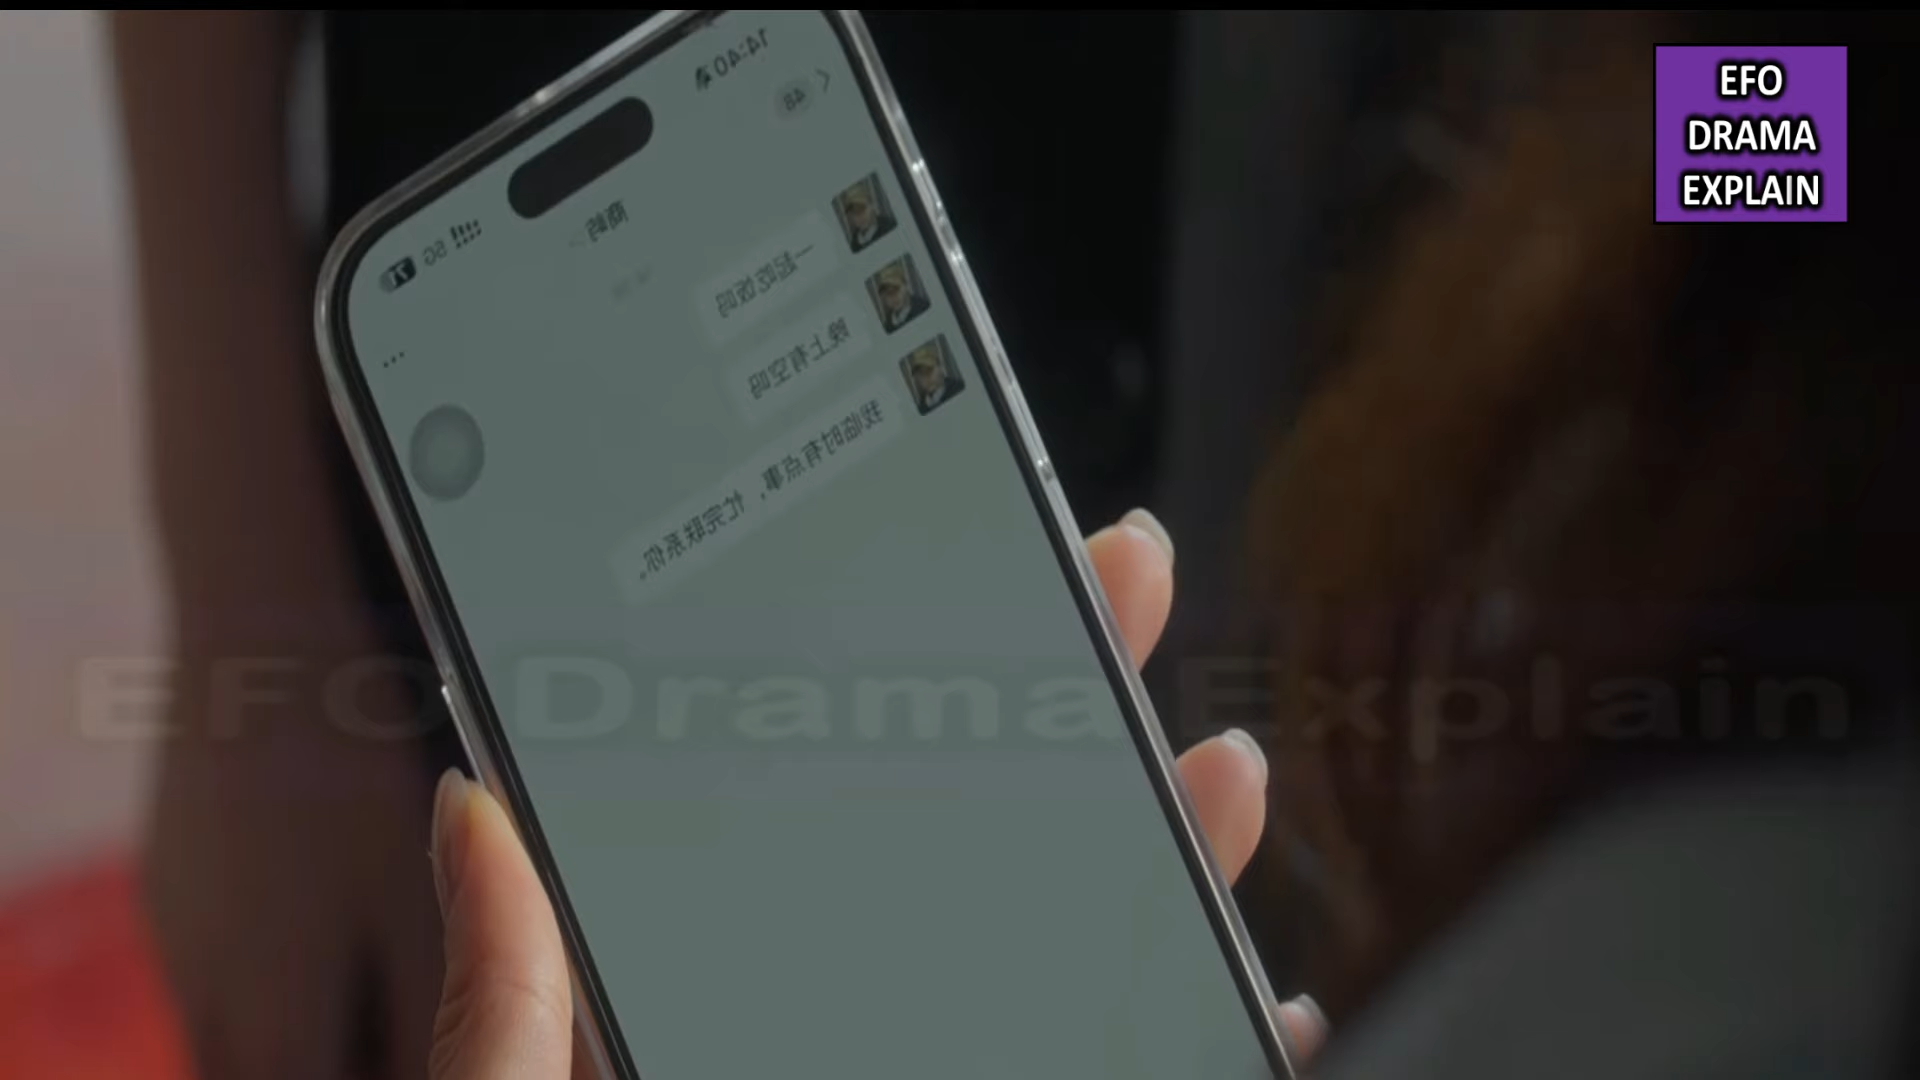 EFO
DRAMA
EXPLAIN
14:40
48
5G
71
一起吃饭吗
晚上有空吗
我临时有点事，忙完联系你。
EFO Drama Explain